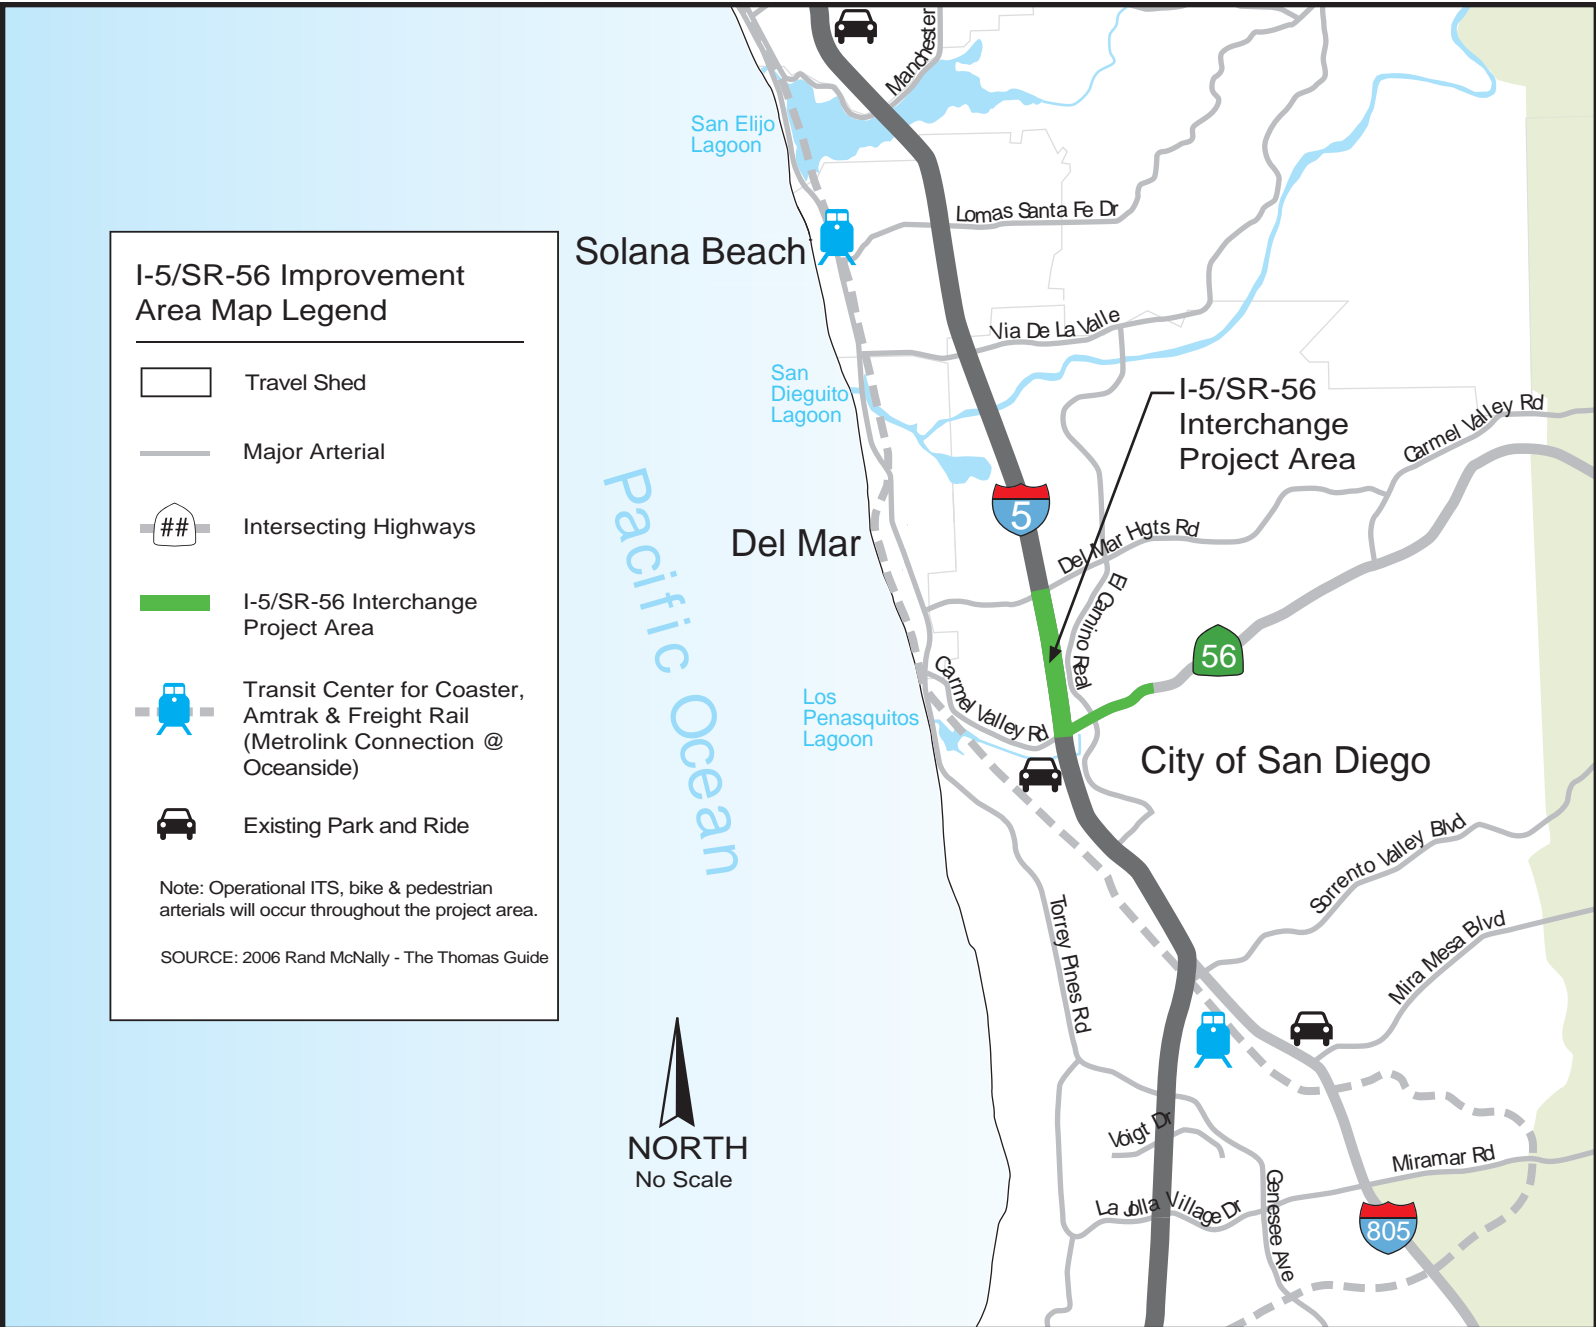 Manchester
San Elijo
Lagoon
Lomas Santa Fe Dr
Solana Beach
I-5/SR-56 Improvement
Area Map Legend
Travel Shed
Major Arterial
##
Intersecting Highways
I-5/SR-56 Interchange
Project Area
Transit Center for Coaster,
Amtrak & Freight Rail
(Metrolink Connection @
Oceanside)
Existing Park and Ride
Note: Operational ITS, bike & pedestrian
arterials will occur throughout the project area.
SOURCE: 2006 Rand McNally - The Thomas Guide
Via De La Valle
San
Dieguito
Lagoon
I-5/SR-56
Interchange
Project Area
Carmel Valley Rd
Pacific Ocean
5
Del Mar
Del Mar Hgts Rd
El Camino Real
56
Carmel Valley Rd
Los
Penasquitos
Lagoon
City of San Diego
Sorrento Valley Blvd
Torrey Pines Rd
Mira Mesa Blvd
NORTH
No Scale
Voigt Dr
Miramar Rd
La Jolla Village Dr
Genesee Ave
805